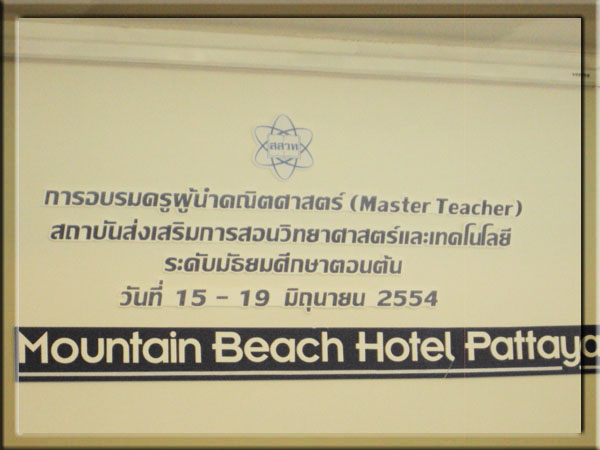 สสวท
การอบรมครูผู้นำคณิตศาสตร์ (Master Teacher)
สถาบันส่งเสริมการสอนวิทยาศาสตร์และเทคโนโลยี
ระดับมัธยมศึกษาตอนต้น
วันที่ 15 - 19 มิถุนายน 2554
Mountain Beach Hotel Pattaya